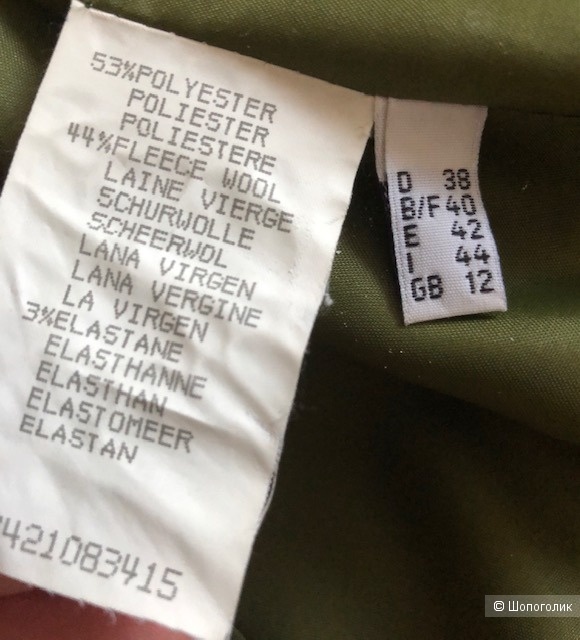 53%POLYESTER
POLIESTER
POLIESTERE
44%FLEECE WOOL
LAINE VIERGE
SCHURWOLLE
SCHEERWOL
LANA VIRGEN
LANA VERGINE
LA VIRGEN
3%ELASTANE
ELASTHANNE
ELASTHAN
ELASTOMEER
ELASTAN
421083415
D 38
B/F 40
E 42
I 44
GB 12
© Шопоголик